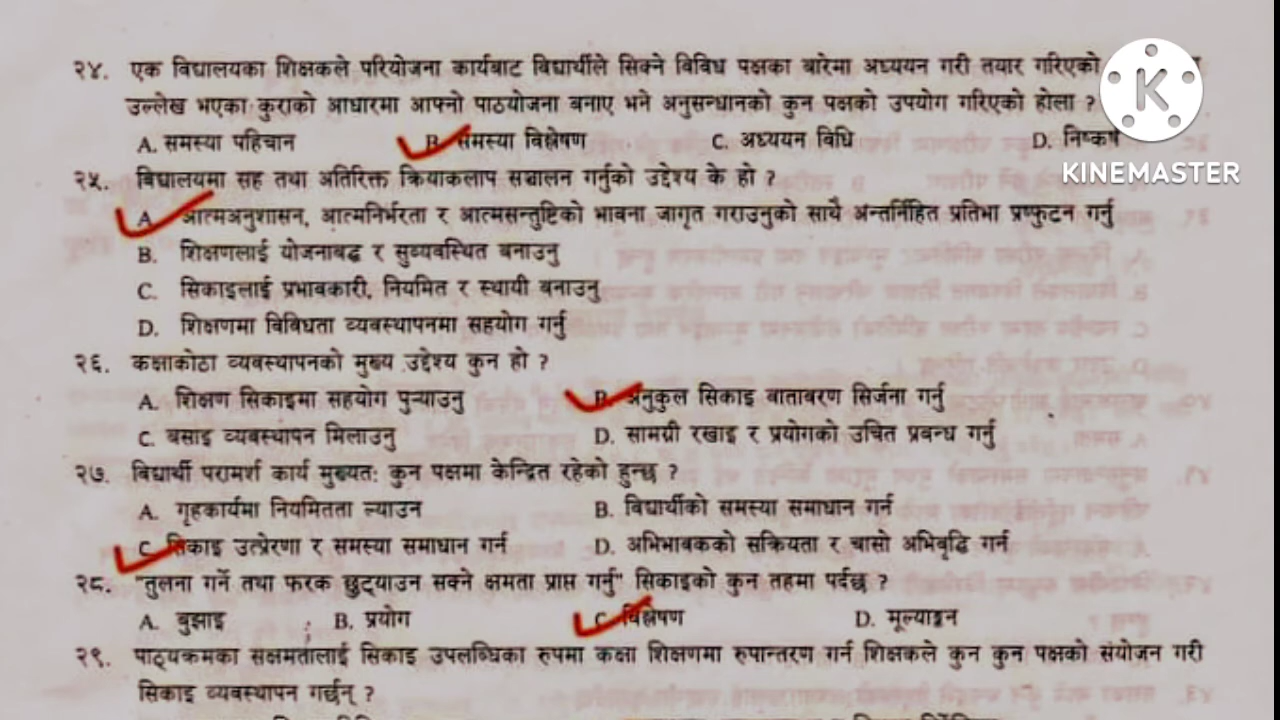 २४. एक विद्यालयका शिक्षकले परियोजना कार्यबाट विद्यार्थीले सिक्ने विविध पक्षका बारेमा अध्ययन गरी तयार गरिएको
उल्लेख भएका कुराको आधारमा आफ्नो पाठयोजना बनाए भने अनुसन्धानको कुन पक्षको उपयोग गरिएको होला ?
A. समस्या पहिचान B. समस्या विश्लेषण C. अध्ययन विधि D. निष्कर्ष
KINEMASTER
२५. विद्यालयमा सह तथा अतिरिक्त क्रियाकलाप सञ्चालन गर्नुको उद्देश्य के हो ?
A. आत्मअनुशासन, आत्मनिर्भरता र आत्मसन्तुष्टिको भावना जागृत गराउनुको साथै अन्तर्निहित प्रतिभा प्रष्फुटन गर्नु
B. शिक्षणलाई योजनाबद्ध र सुव्यवस्थित बनाउनु
C. सिकाइलाई प्रभावकारी, नियमित र स्थायी बनाउनु
D. शिक्षणमा विविधता व्यवस्थापनमा सहयोग गर्नु
२६. कक्षाकोठा व्यवस्थापनको मुख्य उद्देश्य कुन हो ?
A. शिक्षण सिकाइमा सहयोग पुऱ्याउनु B. अनुकुल सिकाइ वातावरण सिर्जना गर्नु
C. बसाइ व्यवस्थापन मिलाउनु D. सामग्री रखाइ र प्रयोगको उचित प्रबन्ध गर्नु
२७. विद्यार्थी परामर्श कार्य मुख्यत: कुन पक्षमा केन्द्रित रहेको हुन्छ ?
A. गृहकार्यमा नियमितता ल्याउन B. विद्यार्थीको समस्या समाधान गर्न
C. सिकाइ उत्प्रेरणा र समस्या समाधान गर्न D. अभिभावकको सक्रियता र चासो अभिवृद्धि गर्न
२८. "तुलना गर्ने तथा फरक छुट्याउन सक्ने क्षमता प्राप्त गर्नु" सिकाइको कुन तहमा पर्दछ ?
A. बुझाइ B. प्रयोग C. विश्लेषण D. मूल्याङ्कन
२९. पाठ्यक्रमका सक्षमतालाई सिकाइ उपलब्धिका रुपमा कक्षा शिक्षणमा रुपान्तरण गर्न शिक्षकले कुन कुन पक्षको संयोजन गरी
सिकाइ व्यवस्थापन गर्छन् ?